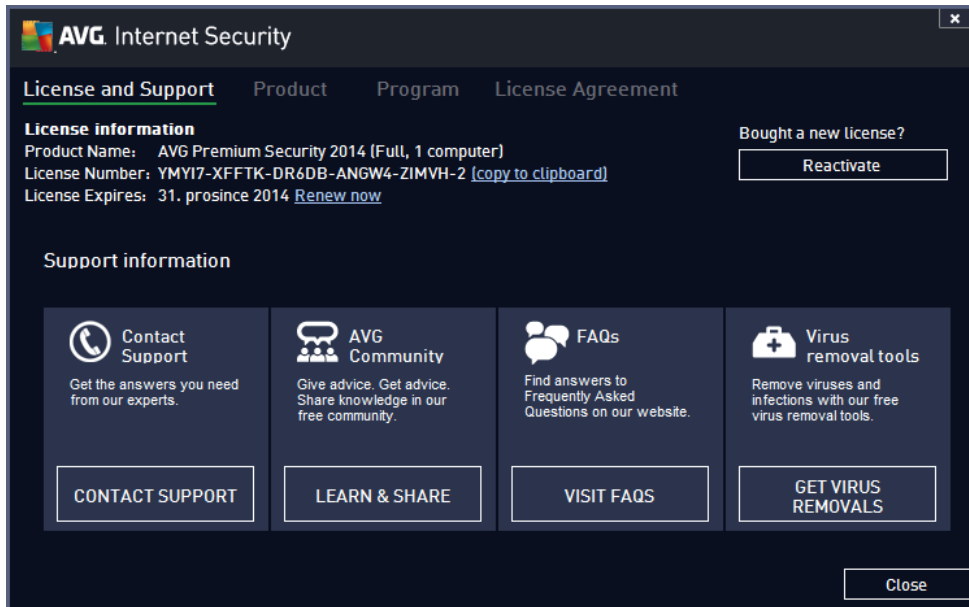 AVG. Internet Security
License and Support Product Program License Agreement
License information
Bought a new license?
Product Name: AVG Premium Security 2014 (Full, 1 computer)
Reactivate
License Number: YMYI7-XFFTK-DR6DB-ANGW4-ZIMVH-2 (copy to clipboard)
License Expires: 31. prosince 2014 Renew now
Support information
Contact
Support
Get the answers you need
from our experts.
CONTACT SUPPORT
AVG
Community
Give advice. Get advice.
Share knowledge in our
free community.
LEARN & SHARE
FAQs
Find answers to
Frequently Asked
Questions on our website.
VISIT FAQS
Virus
removal tools
Remove viruses and
infections with our free
virus removal tools.
GET VIRUS
REMOVALS
Close